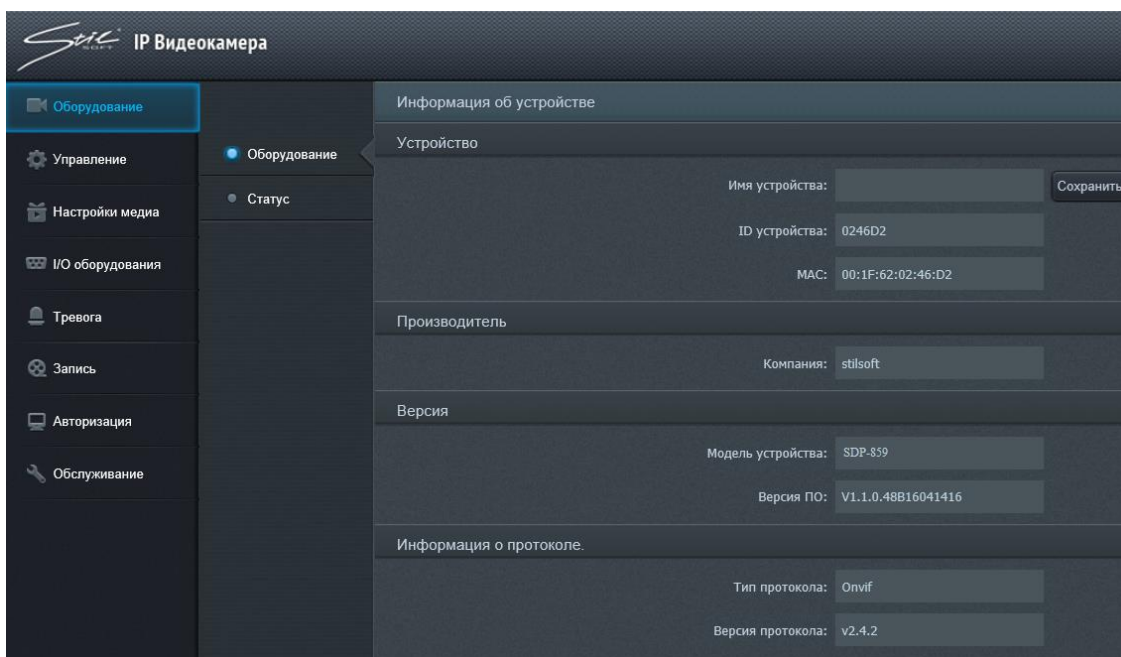 Stil SOFT IP Видеокамера
Оборудование
Управление
Настройки медиа
I/O оборудования
Тревога
Запись
Авторизация
Обслуживание
Оборудование
Статус
Информация об устройстве
Устройство
Имя устройства: Сохранить
ID устройства: 0246D2
MAC: 00:1F:62:02:46:D2
Производитель
Компания: stilsoft
Версия
Модель устройства: SDP-859
Версия ПО: V1.1.0.48B16041416
Информация о протоколе.
Тип протокола: Onvif
Версия протокола: v2.4.2